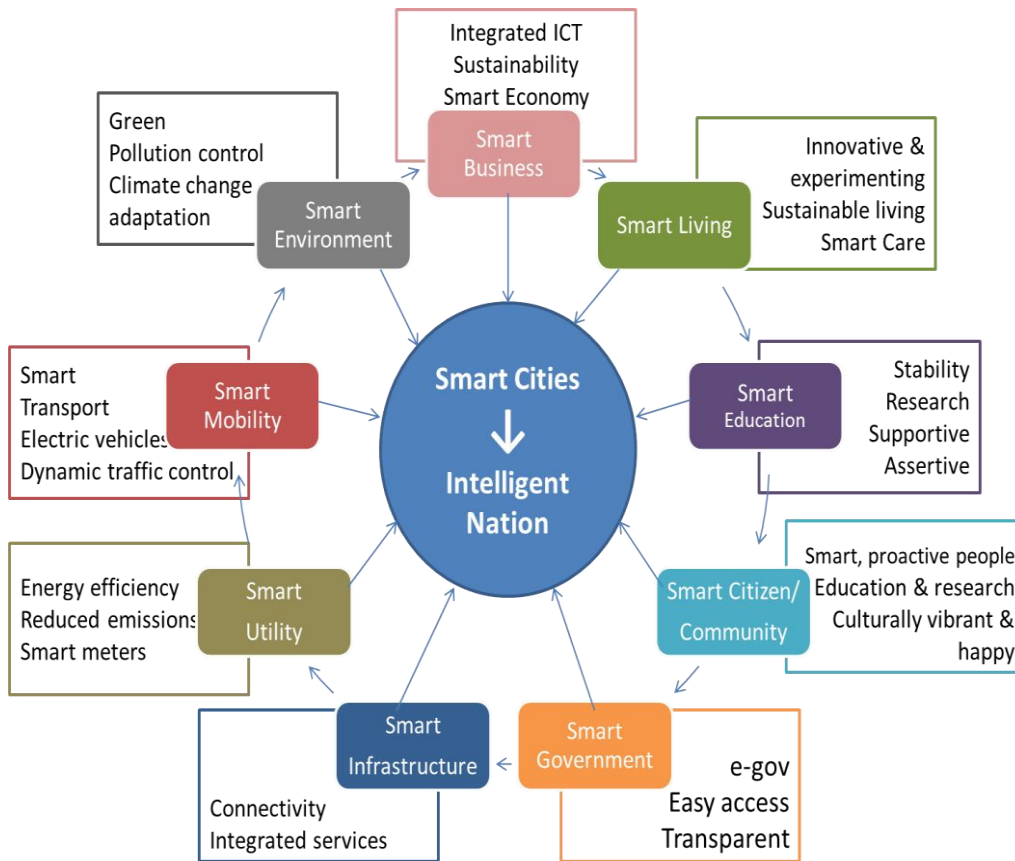 Integrated ICT
Sustainability
Smart Economy
Smart
Business
Innovative &
experimenting
Sustainable living
Smart Care
Smart Living
Stability
Research
Supportive
Assertive
Smart
Education
Smart, proactive people
Education & research
Culturally vibrant &
happy
Smart Citizen/
Community
e-gov
Easy access
Transparent
Smart
Government
Smart
Infrastructure
Connectivity
Integrated services
Smart
Utility
Energy efficiency
Reduced emissions
Smart meters
Smart
Mobility
Smart
Transport
Electric vehicles
Dynamic traffic control
Smart
Environment
Green
Pollution control
Climate change
adaptation
Smart Cities
Intelligent
Nation